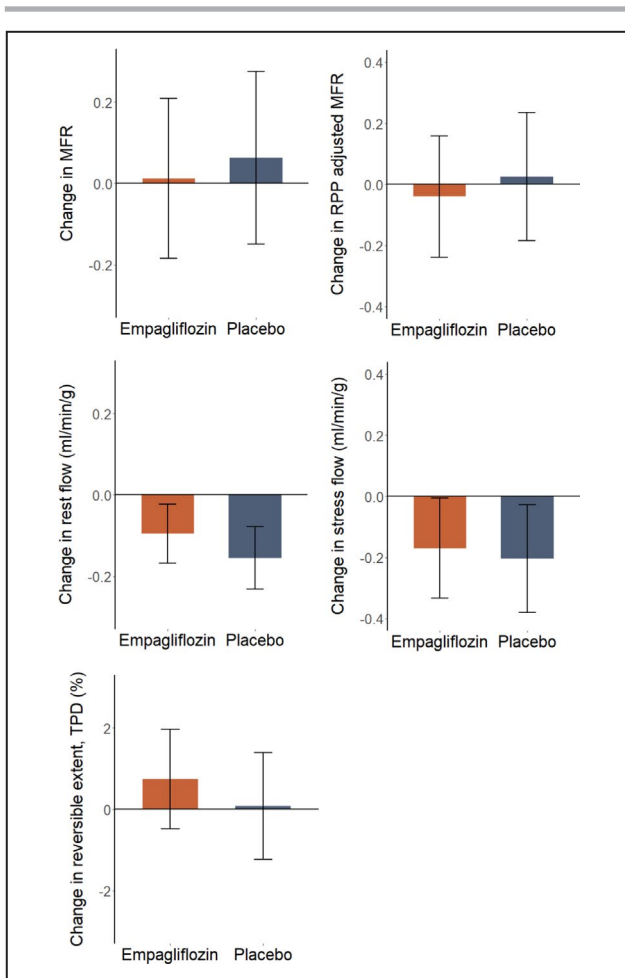 Change in MFR
0.2
0.0
-0.2
Empagliflozin Placebo
Change in RPP adjusted MFR
0.4
0.2
0.0
-0.2
-0.4
Empagliflozin Placebo
Change in rest flow (ml/min/g)
0.2
0.0
-0.2
Empagliflozin Placebo
Change in stress flow (ml/min/g)
0.4
0.2
0.0
-0.2
-0.4
Empagliflozin Placebo
Change in reversible extent, TPD (%)
2
0
-2
Empagliflozin Placebo